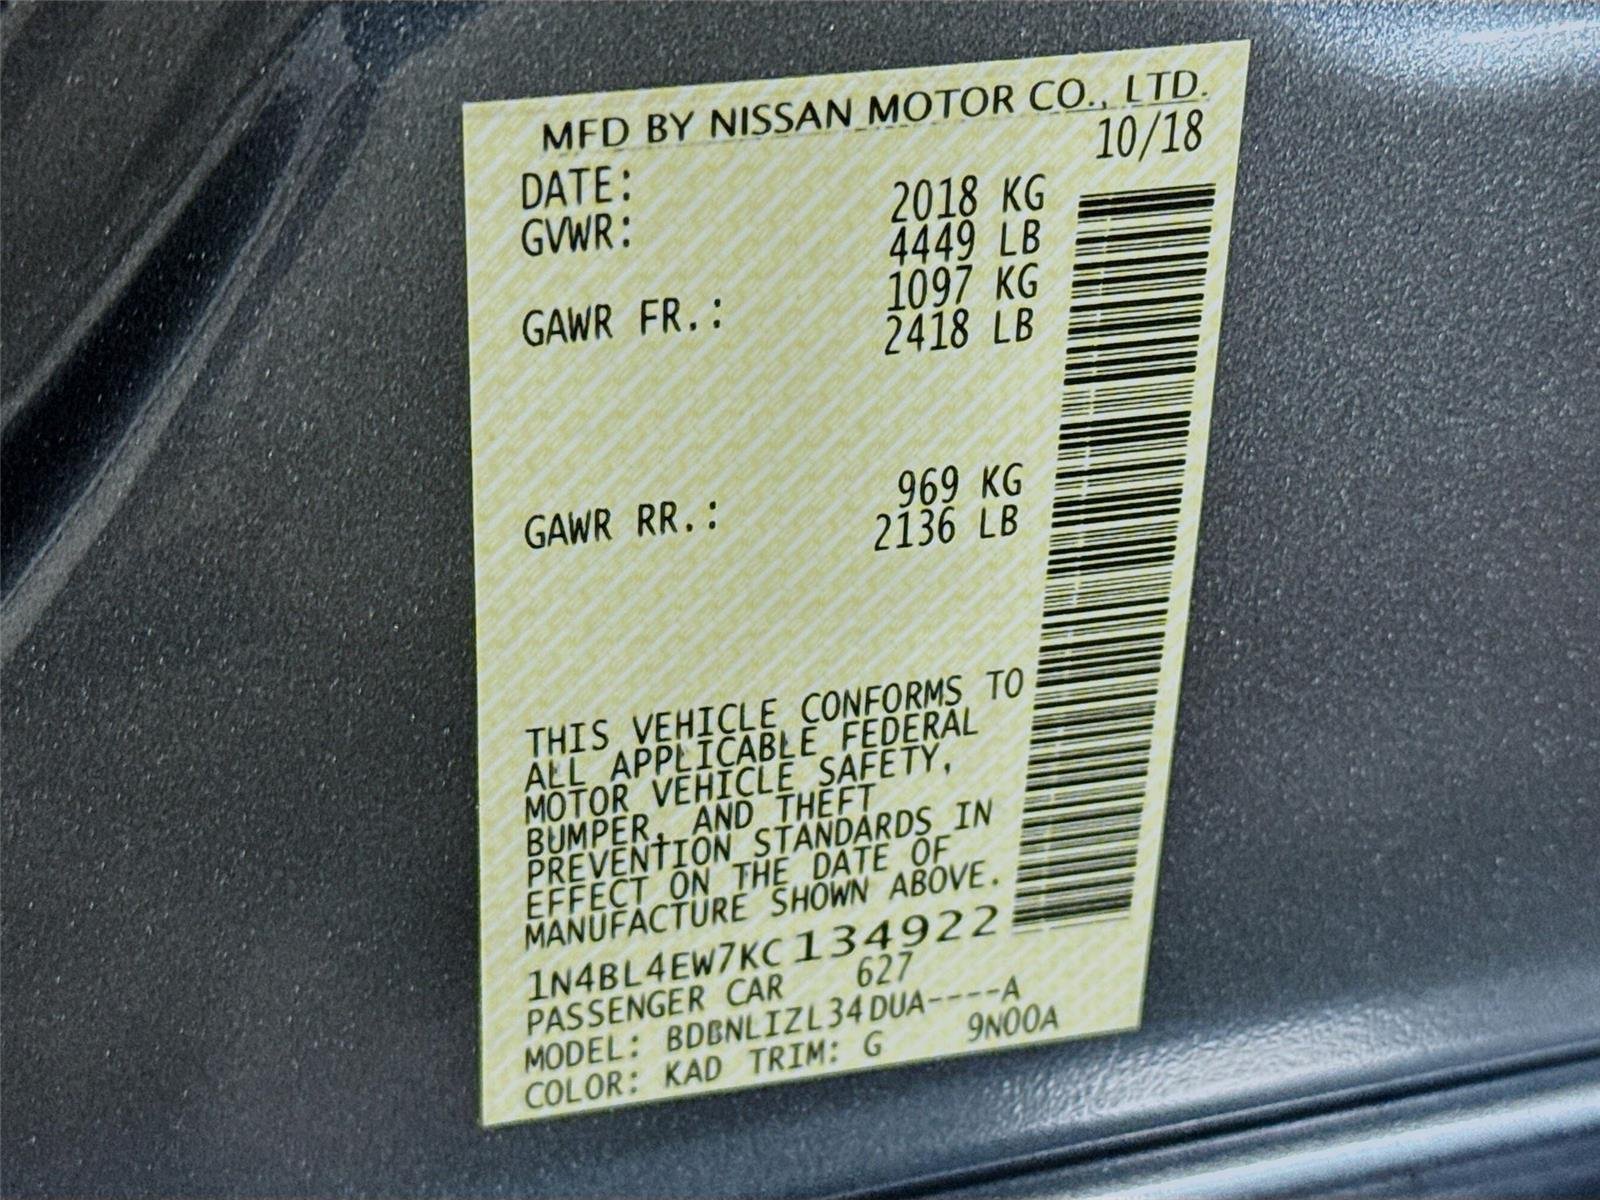 MFD BY NISSAN MOTOR CO., LTD.
DATE: 10/18
GVWR: 2018 KG
4449 LB
GAWR FR.: 1097 KG
2418 LB
GAWR RR.: 969 KG
2136 LB
THIS VEHICLE CONFORMS TO
ALL APPLICABLE FEDERAL
MOTOR VEHICLE SAFETY,
BUMPER, AND THEFT
PREVENTION STANDARDS IN
EFFECT ON THE DATE OF
MANUFACTURE SHOWN ABOVE.
1N4BL4EW7KC134922
PASSENGER CAR 627
MODEL: BDBNLIZL34DUA----A
COLOR: KAD TRIM: G 9N00A